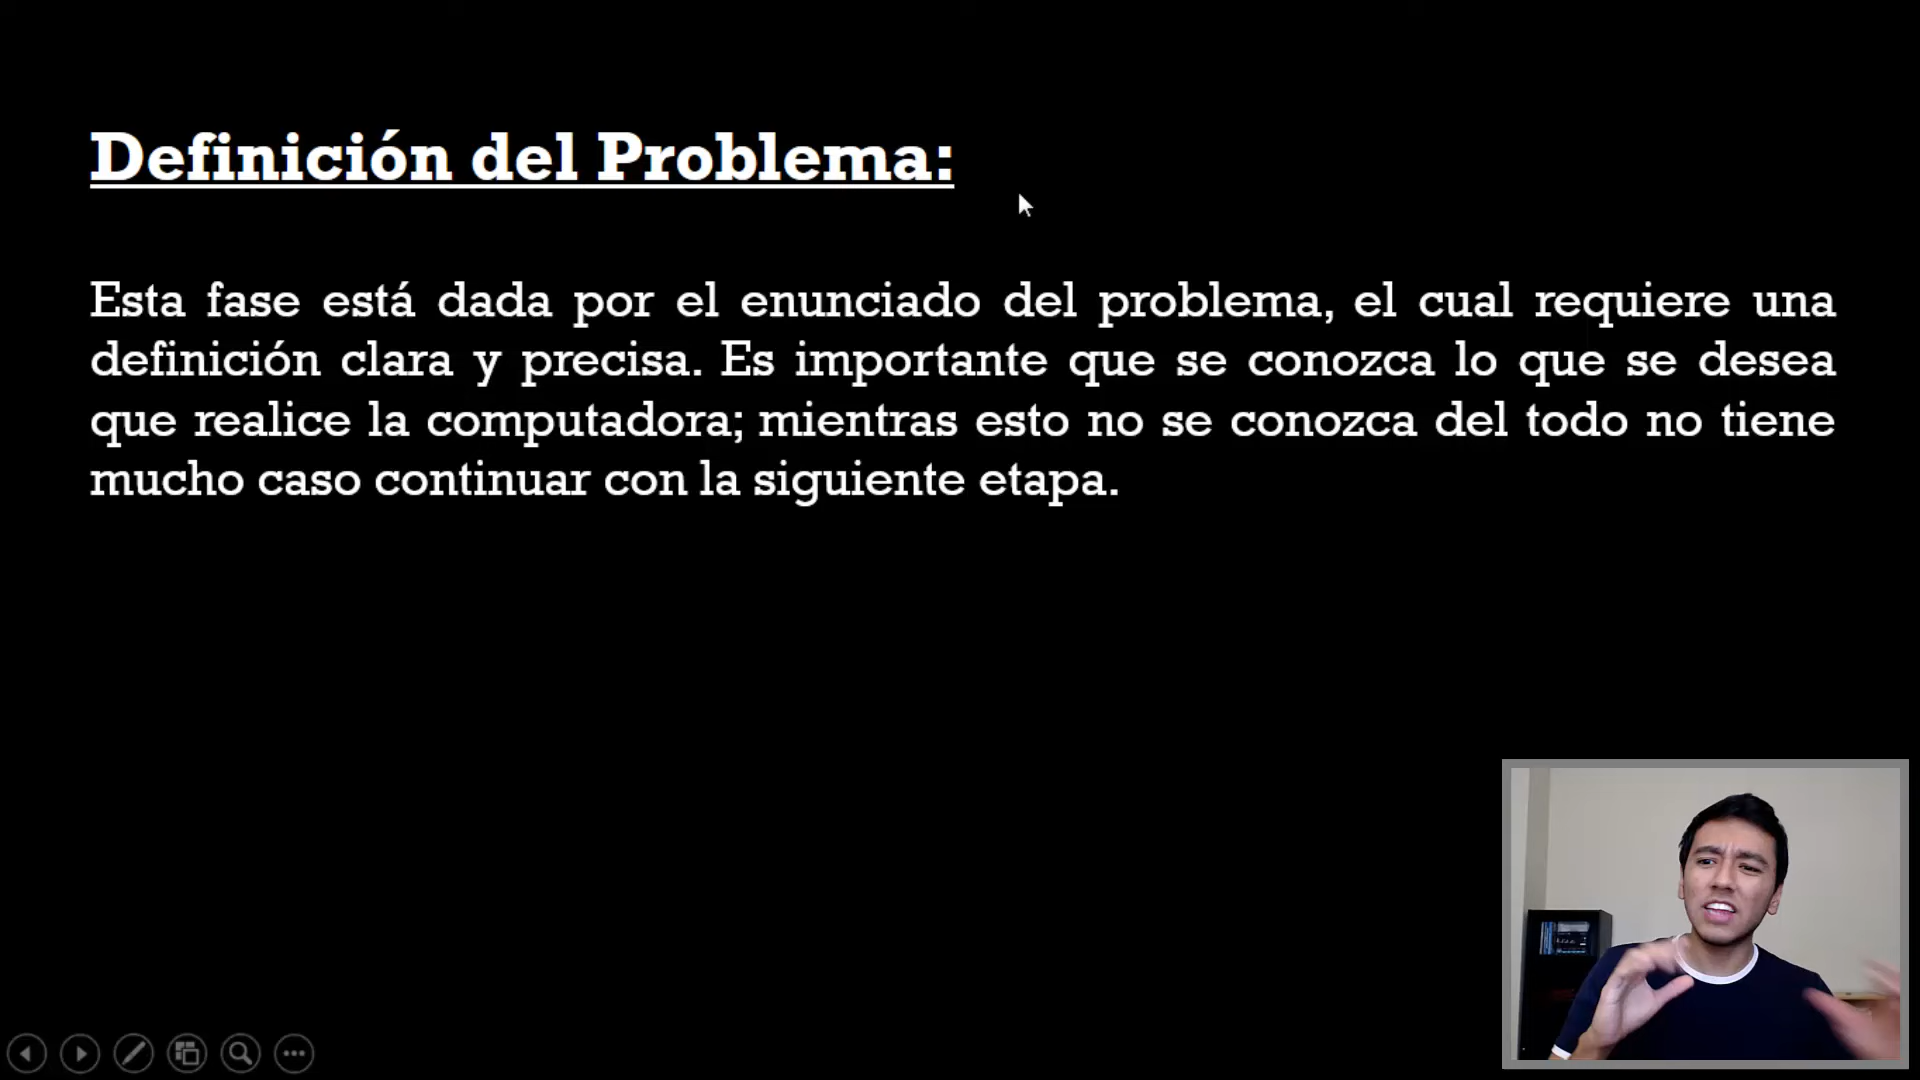 Definición del Problema:
Esta fase está dada por el enunciado del problema, el cual requiere una
definición clara y precisa. Es importante que se conozca lo que se desea
que realice la computadora; mientras esto no se conozca del todo no tiene
mucho caso continuar con la siguiente etapa.